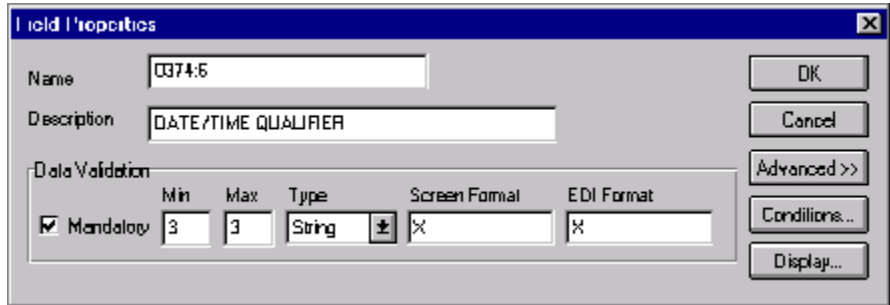 Field Properties
Name
0374:6
OK
Description
DATE/TIME QUALIFIER
Cancel
Data Validation
Advanced >>
Min Max Type Screen Format EDI Format
Mandatory 3 3 String X X
Conditions...
Display...